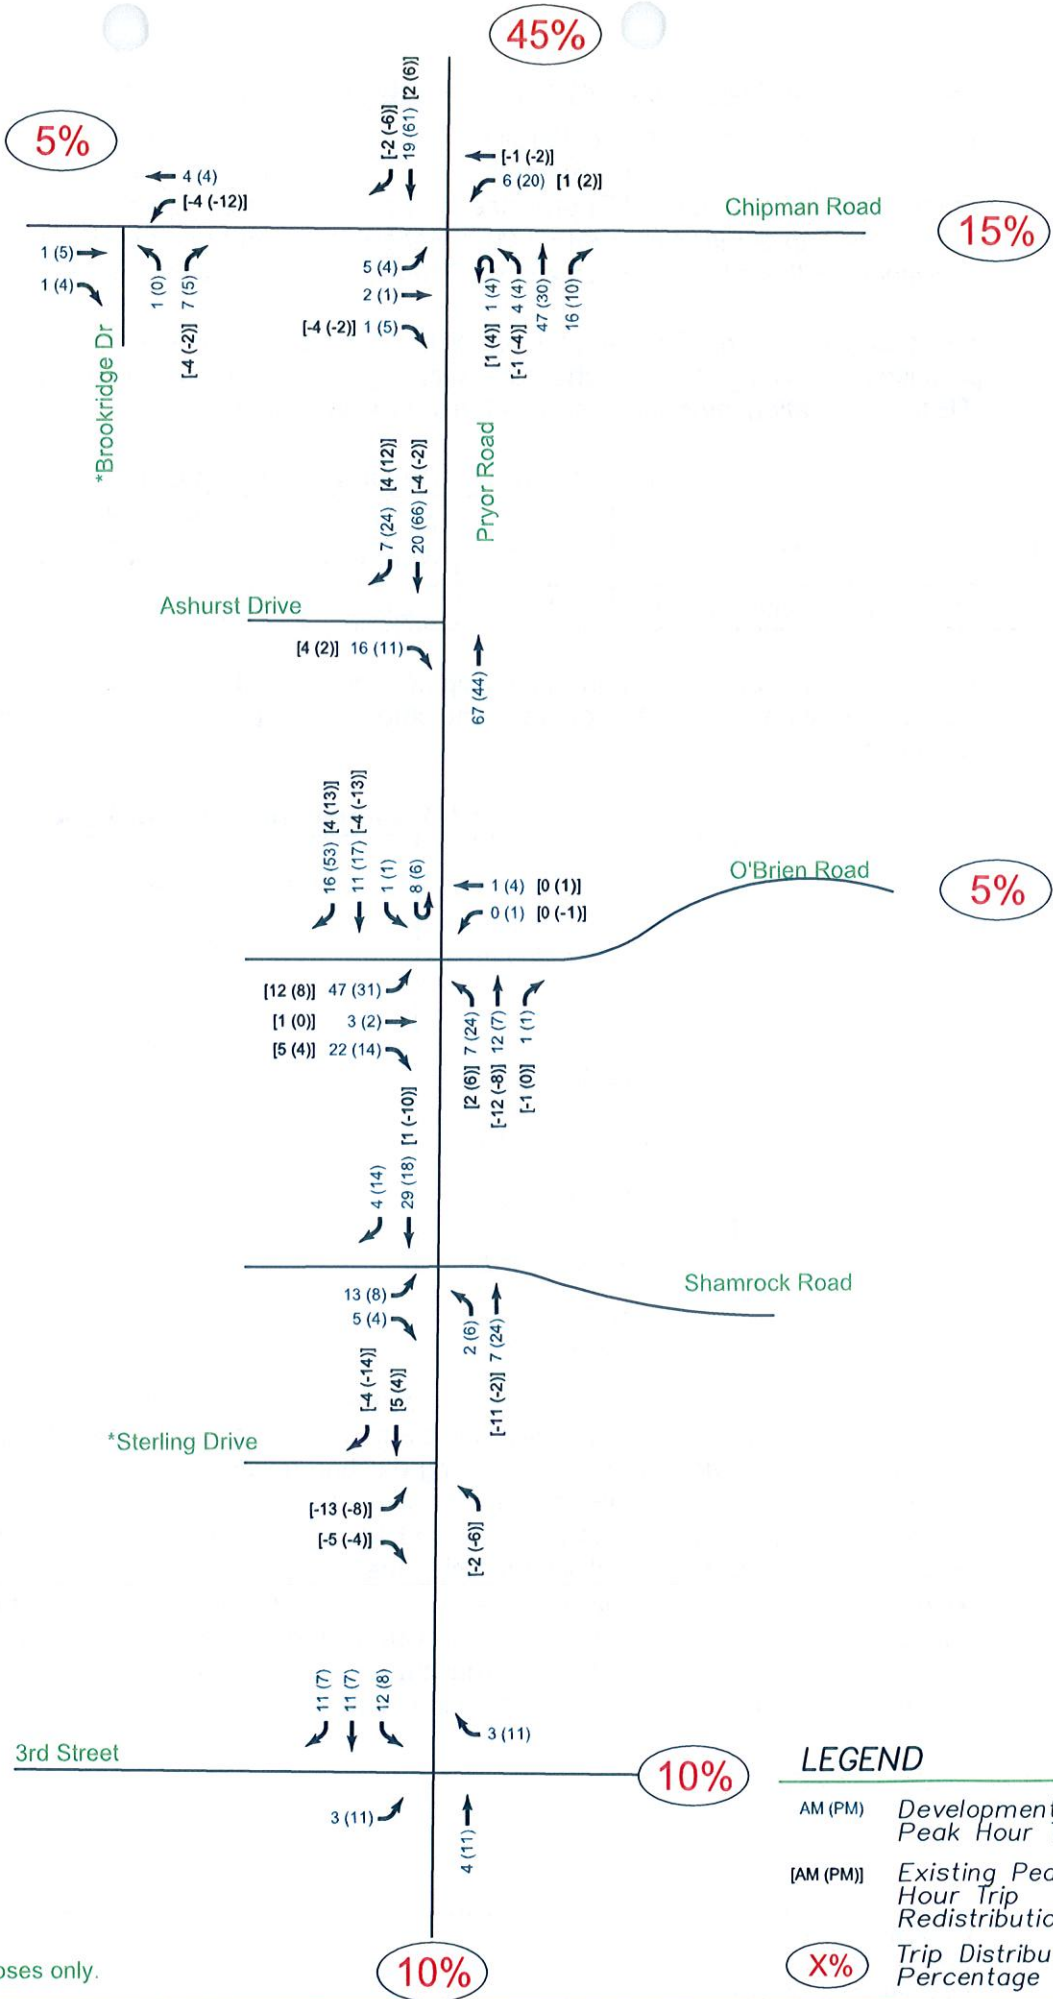 45%
5%
[-2 (-6)]
19 (61) [2 (6)]
[-1 (-2)]
6 (20) [1 (2)]
4 (4)
[-4 (-12)]
Chipman Road
15%
1 (5)
1 (4)
1 (0)
[-4 (-2)] 7 (5)
5 (4)
2 (1)
[-4 (-2)] 1 (5)
[1 (4)] 1 (4)
[-1 (-4)] 4 (4)
47 (30)
16 (10)
*Brookridge Dr
Pryor Road
7 (24) [4 (12)]
20 (66) [-4 (-2)]
Ashurst Drive
[4 (2)] 16 (11)
67 (44)
16 (53) [4 (13)]
11 (17) [-4 (-13)]
1 (1)
8 (6)
1 (4) [0 (1)]
0 (1) [0 (-1)]
O'Brien Road
5%
[12 (8)] 47 (31)
[1 (0)] 3 (2)
[5 (4)] 22 (14)
[2 (6)] 7 (24)
[-12 (-8)] 12 (7)
[-1 (0)] 1 (1)
4 (14)
29 (18) [1 (-10)]
Shamrock Road
13 (8)
5 (4)
2 (6)
[-11 (-2)] 7 (24)
[-4 (-14)]
[5 (4)]
*Sterling Drive
[-13 (-8)]
[-5 (-4)]
[-2 (-6)]
11 (7)
11 (7)
12 (8)
3 (11)
3rd Street
10%
3 (11)
4 (11)
10%
LEGEND
AM (PM) Development
Peak Hour
[AM (PM)] Existing Pea
Hour Trip
Redistributio
X% Trip Distribu
Percentage
oses only.